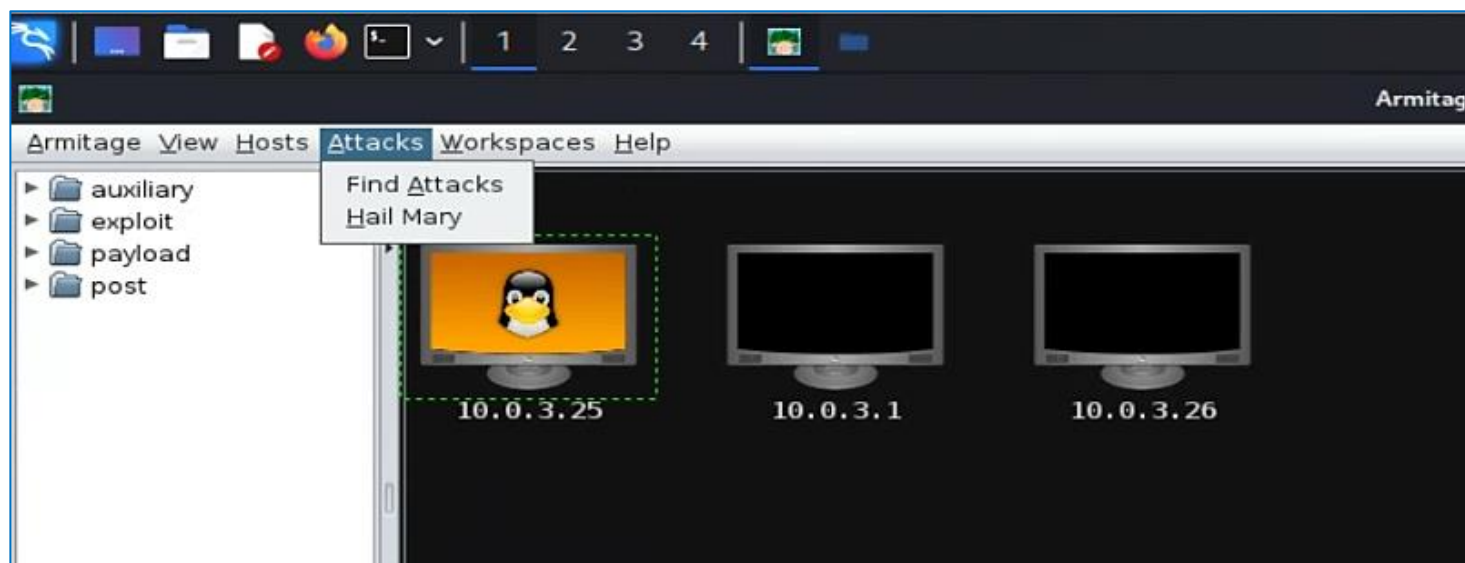 1 2 3 4
Armitag
Armitage View Hosts Attacks Workspaces Help
auxiliary
exploit
payload
post
Find Attacks
Hail Mary
10.0.3.25 10.0.3.1 10.0.3.26